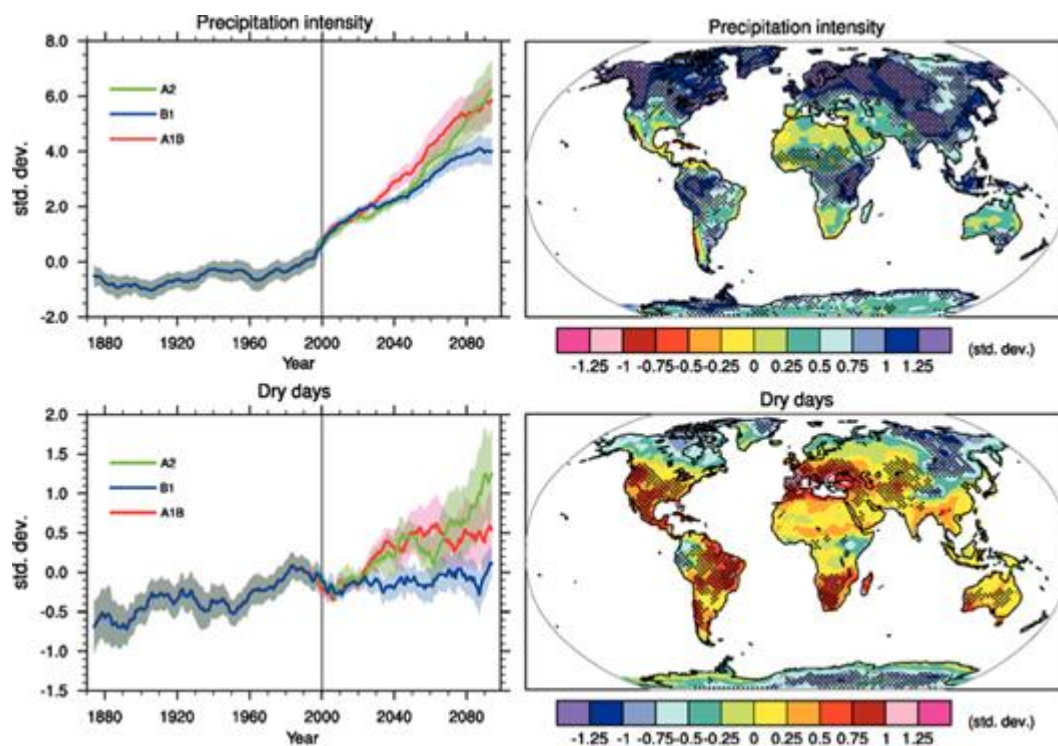 Precipitation intensity
8.0
6.0
4.0
2.0
0.0
-2.0
std. dev.
A2
B1
A1B
1880 1920 1960 2000 2040 2080
Year
Precipitation intensity
-1.25 -1 -0.75-0.5-0.25 0 0.25 0.5 0.75 1 1.25
(std. dev.)
Dry days
2.0
1.5
1.0
0.5
0.0
-0.5
-1.0
-1.5
std. dev.
A2
B1
A1B
1880 1920 1960 2000 2040 2080
Year
Dry days
-1.25 -1 -0.75-0.5-0.25 0 0.25 0.5 0.75 1 1.25
(std. dev.)